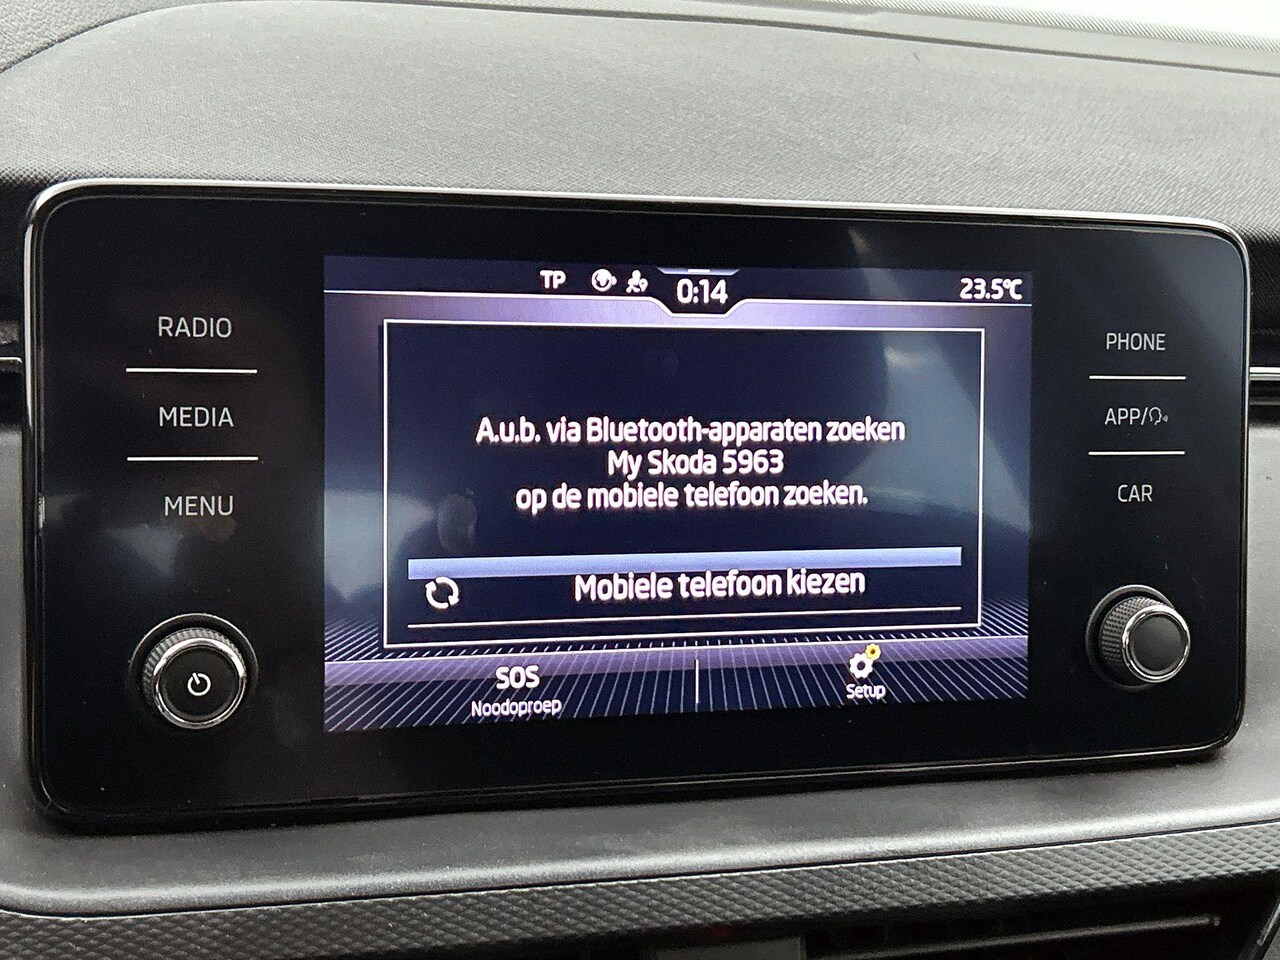 TP
0:14
23.5°C
RADIO
MEDIA
MENU
A.u.b. via Bluetooth-apparaten zoeken
My Skoda 5963
op de mobiele telefoon zoeken.
Mobiele telefoon kiezen
SOS
Noodoproep
Setup
PHONE
APP/
CAR